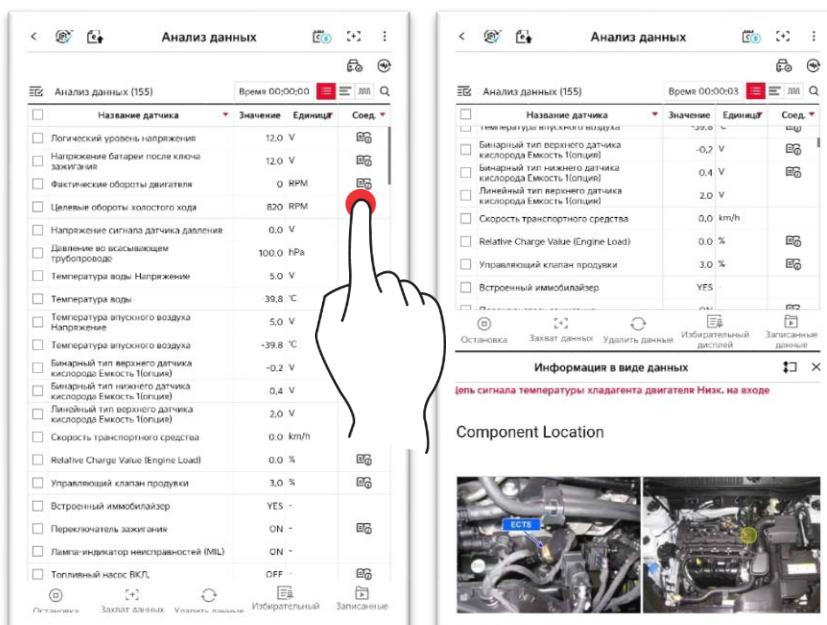 Анализ данных
Анализ данных (155)
Время 00:00:00
Название датчика Значение Единица Соед.
Логический уровень напряжения 12.0 V
Напряжение батареи после ключа
зажигания 12.0 V
Фактические обороты двигателя 0 RPM
Целевые обороты холостого хода 820 RPM
Напряжение сигнала датчика давления 0.0 V
Давление во всасывающем
трубопроводе 100.0 hPa
Температура воды Напряжение 5.0 V
Температура воды -39.8 °C
Температура впускного воздуха
Напряжение 5.0 V
Температура впускного воздуха -39.8 °C
Бинарный тип верхнего датчика
кислорода Емкость 1(опция) -0.2 V
Бинарный тип нижнего датчика
кислорода Емкость 1(опция) 0.4 V
Линейный тип верхнего датчика
кислорода Емкость 1(опция) 2.0 V
Скорость транспортного средства 0.0 km/h
Relative Charge Value (Engine Load) 0.0 %
Управляющий клапан продувки 3.0 %
Встроенный иммобилайзер YES -
Переключатель зажигания ON -
Лампа-индикатор неисправностей (MIL) ON -
Топливный насос ВКЛ. OFF -
Остановка Захват данных Удалить данные Избирательный Записанные
Анализ данных
Анализ данных (155)
Время 00:00:03
Название датчика Значение Единица Соед.
Температура впускного воздуха -39.8 °C
Бинарный тип верхнего датчика
кислорода Емкость 1(опция) -0.2 V
Бинарный тип нижнего датчика
кислорода Емкость 1(опция) 0.4 V
Линейный тип верхнего датчика
кислорода Емкость 1(опция) 2.0 V
Скорость транспортного средства 0.0 km/h
Relative Charge Value (Engine Load) 0.0 %
Управляющий клапан продувки 3.0 %
Встроенный иммобилайзер YES -
Переключатель зажигания ON -
Остановка Захват данных Удалить данные Избирательный дисплей Записанные данные
Информация в виде данных
Цепь сигнала температуры хладагента двигателя Низк. на входе
Component Location
ECTS